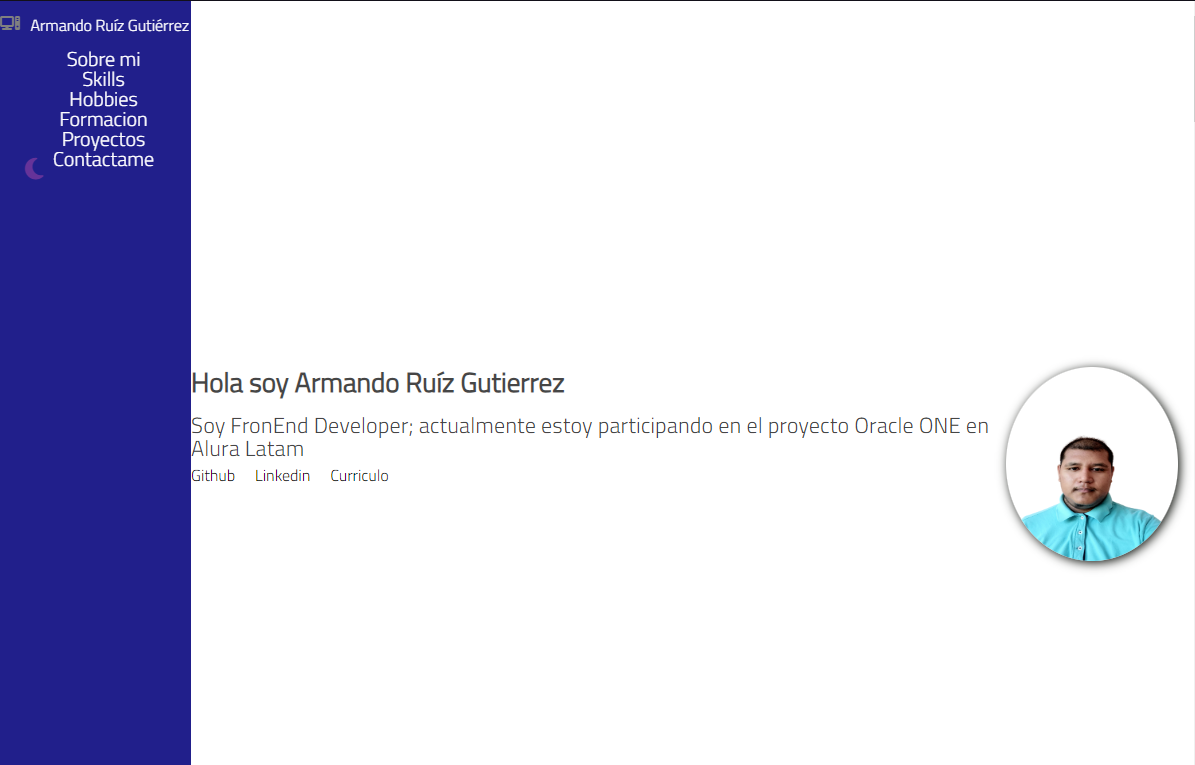 Armando Ruíz Gutiérrez
Sobre mi
Skills
Hobbies
Formacion
Proyectos
Contactame
Hola soy Armando Ruíz Gutierrez
Soy FronEnd Developer; actualmente estoy participando en el proyecto Oracle ONE en
Alura Latam
Github Linkedin Curriculo